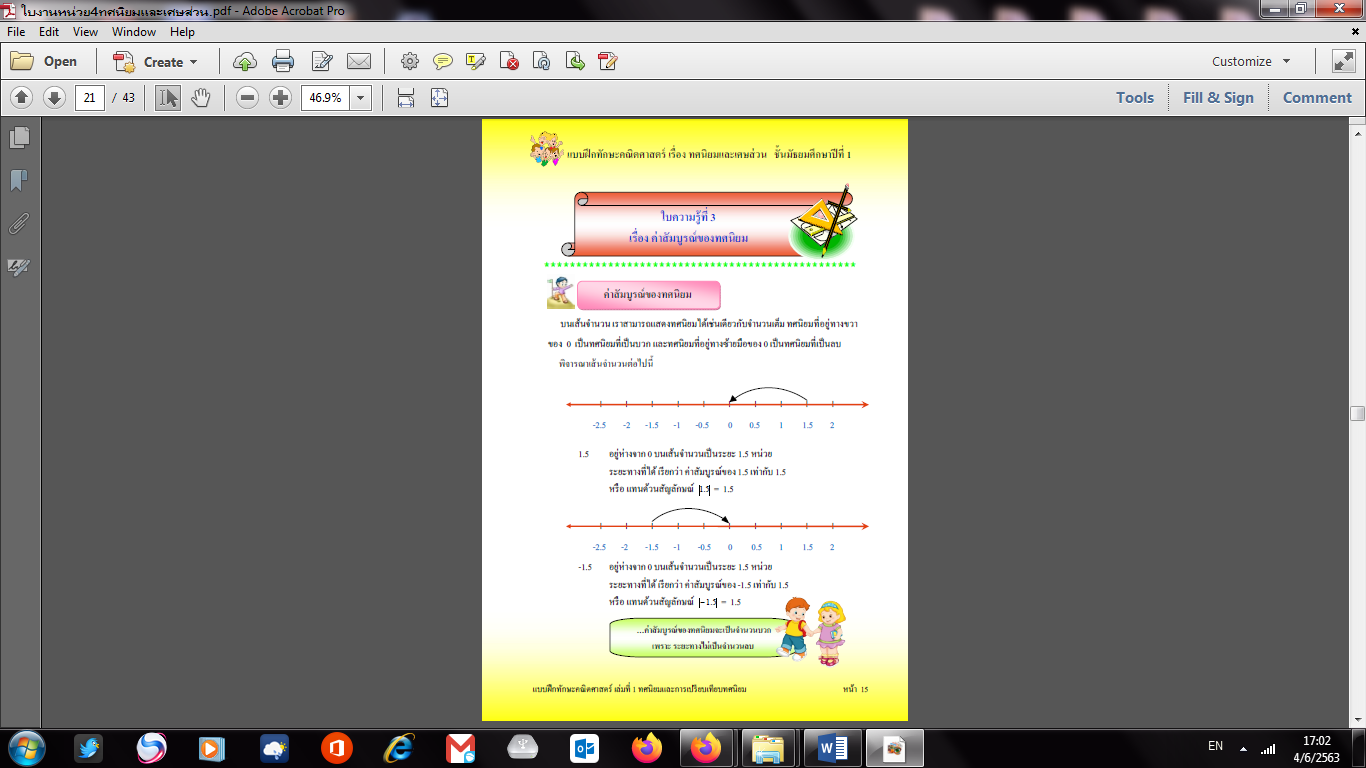 ใบงานหน่วย4ทศนิยมและเศษส่วน.pdf - Adobe Acrobat Pro
File Edit View Window Help
Open Create Customize
21 / 43 46.9% Tools Fill & Sign Comment
แบบฝึกทักษะคณิตศาสตร์ เรื่อง ทศนิยมและเศษส่วน ชั้นมัธยมศึกษาปีที่ 1
ใบความรู้ที่ 3
เรื่อง ค่าสัมบูรณ์ของทศนิยม
ค่าสัมบูรณ์ของทศนิยม
บนเส้นจำนวน เราสามารถแสดงทศนิยมได้เช่นเดียวกับจำนวนเต็ม ทศนิยมที่อยู่ทางขวา
ของ 0 เป็นทศนิยมที่เป็นบวก และทศนิยมที่อยู่ทางซ้ายมือของ 0 เป็นทศนิยมที่เป็นลบ
พิจารณาเส้นจำนวนต่อไปนี้
-2.5 -2 -1.5 -1 -0.5 0 0.5 1 1.5 2
1.5 อยู่ห่างจาก 0 บนเส้นจำนวนเป็นระยะ 1.5 หน่วย
ระยะทางที่ได้ เรียกว่า ค่าสัมบูรณ์ของ 1.5 เท่ากับ 1.5
หรือ แทนด้วนสัญลักษณ์ |1.5| = 1.5
-2.5 -2 -1.5 -1 -0.5 0 0.5 1 1.5 2
-1.5 อยู่ห่างจาก 0 บนเส้นจำนวนเป็นระยะ 1.5 หน่วย
ระยะทางที่ได้ เรียกว่า ค่าสัมบูรณ์ของ -1.5 เท่ากับ 1.5
หรือ แทนด้วนสัญลักษณ์ |−1.5| = 1.5
...ค่าสัมบูรณ์ของทศนิยมจะเป็นจำนวนบวก
เพราะ ระยะทางไม่เป็นจำนวนลบ
แบบฝึกทักษะคณิตศาสตร์ เล่มที่ 1 ทศนิยมและการเปรียบเทียบทศนิยม หน้า 15
EN 17:02
4/6/2563